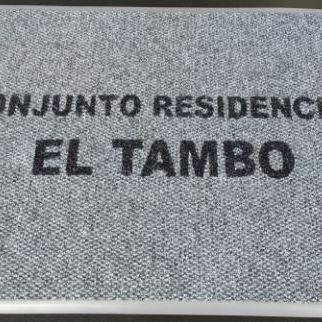 ONJUNTO RESIDENCI
EL TAMBO